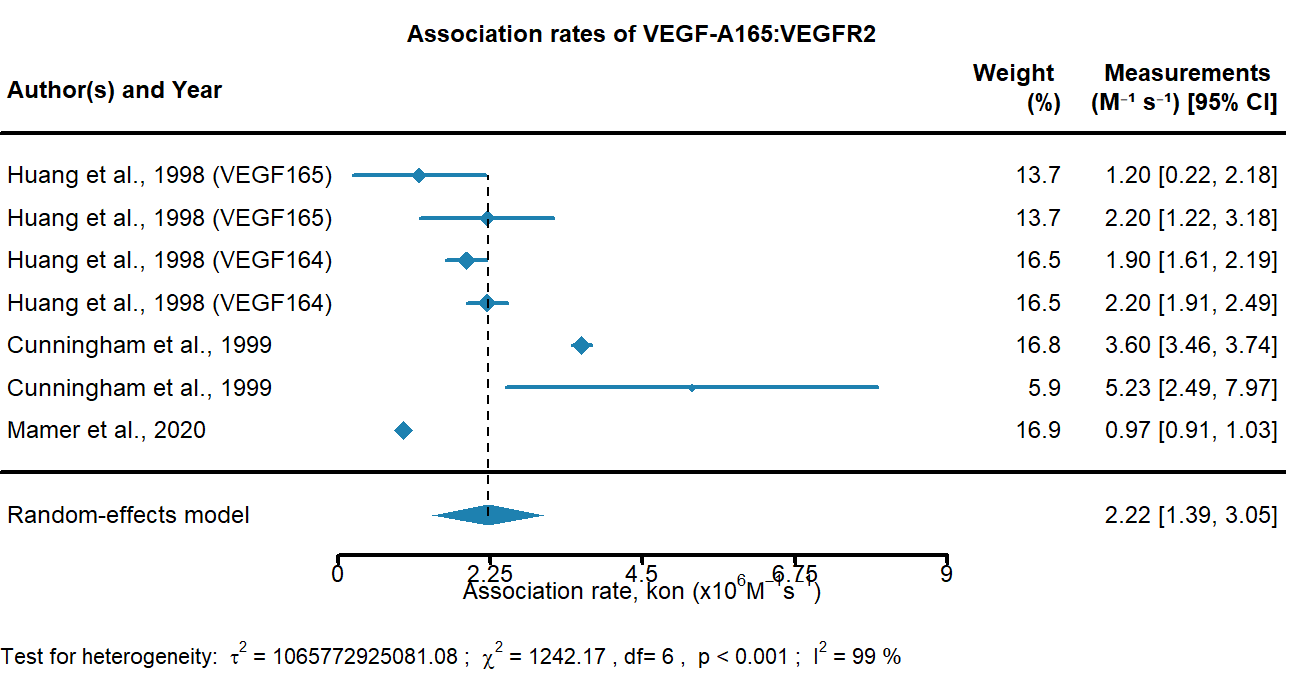 Association rates of VEGF-A165:VEGFR2
Author(s) and Year Weight (%) Measurements (M⁻¹ s⁻¹) [95% CI]
Huang et al., 1998 (VEGF165) 13.7 1.20 [0.22, 2.18]
Huang et al., 1998 (VEGF165) 13.7 2.20 [1.22, 3.18]
Huang et al., 1998 (VEGF164) 16.5 1.90 [1.61, 2.19]
Huang et al., 1998 (VEGF164) 16.5 2.20 [1.91, 2.49]
Cunningham et al., 1999 16.8 3.60 [3.46, 3.74]
Cunningham et al., 1999 5.9 5.23 [2.49, 7.97]
Mamer et al., 2020 16.9 0.97 [0.91, 1.03]
Random-effects model 2.22 [1.39, 3.05]
0 2.25 4.5 6.75 9
Association rate, kon (x10⁶M⁻¹s⁻¹)
Test for heterogeneity: τ² = 1065772925081.08 ; χ² = 1242.17 , df= 6 , p < 0.001 ; I² = 99 %